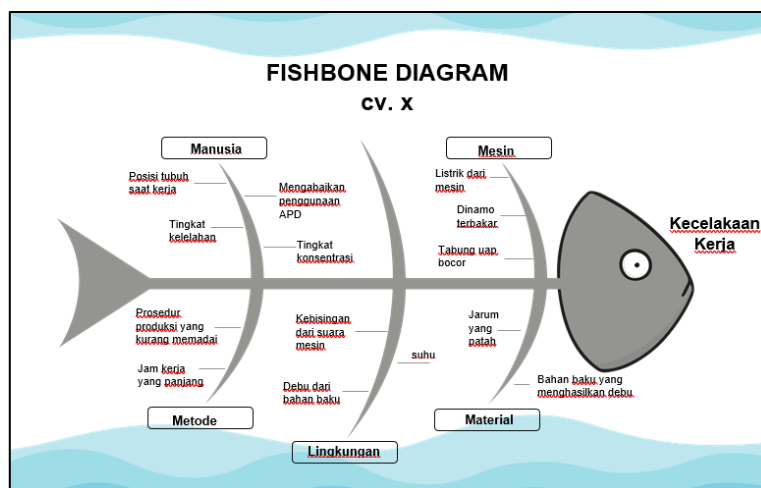 FISHBONE DIAGRAM
cv. x
Manusia
Mesin
Posisi tubuh
saat kerja
Mengabaikan
penggunaan
APD
Tingkat
kelelahan
Tingkat
konsentrasi
Listrik dari
mesin
Dinamo
terbakar
Tabung uap
bocor
Kecelakaan
Kerja
Prosedur
produksi yang
kurang memadai
Jam kerja
yang panjang
Kebisingan
dari suara
mesin
suhu
Debu dari
bahan baku
Jarum
yang
patah
Bahan baku yang
menghasilkan debu
Metode
Lingkungan
Material